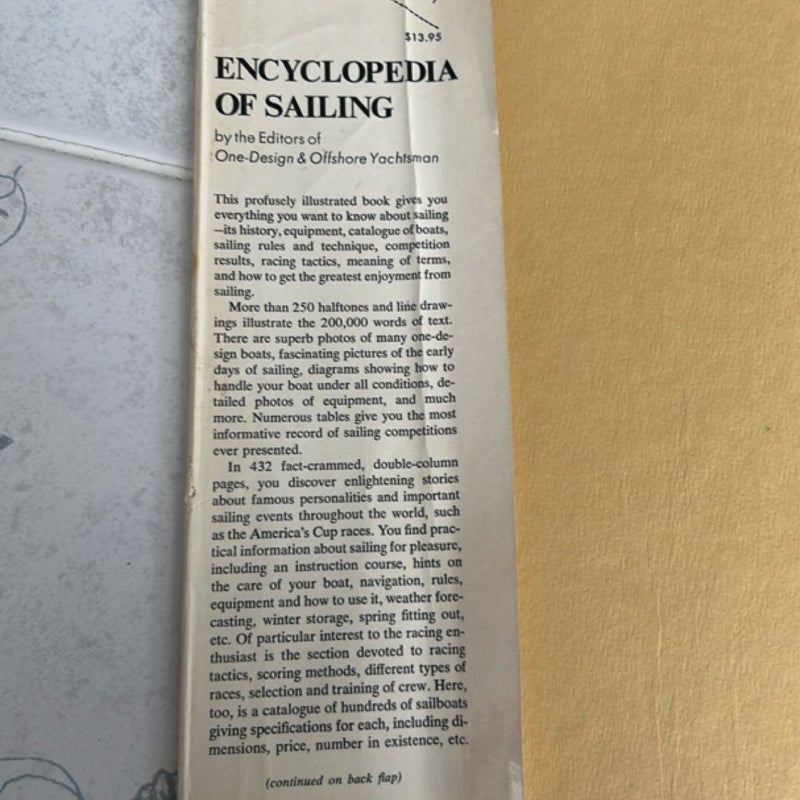 $13.95
ENCYCLOPEDIA
OF SAILING
by the Editors of
One-Design & Offshore Yachtsman
This profusely illustrated book gives you
everything you want to know about sailing
—its history, equipment, catalogue of boats,
sailing rules and technique, competition
results, racing tactics, meaning of terms,
and how to get the greatest enjoyment from
sailing.
More than 250 halftones and line draw-
ings illustrate the 200,000 words of text.
There are superb photos of many one-de-
sign boats, fascinating pictures of the early
days of sailing, diagrams showing how to
handle your boat under all conditions, de-
tailed photos of equipment, and much
more. Numerous tables give you the most
informative record of sailing competitions
ever presented.
In 432 fact-crammed, double-column
pages, you discover enlightening stories
about famous personalities and important
sailing events throughout the world, such
as the America's Cup races. You find prac-
tical information about sailing for pleasure,
including an instruction course, hints on
the care of your boat, navigation, rules,
equipment and how to use it, weather fore-
casting, winter storage, spring fitting out,
etc. Of particular interest to the racing en-
thusiast is the section devoted to racing
tactics, scoring methods, different types of
races, selection and training of crew. Here,
too, is a catalogue of hundreds of sailboats
giving specifications for each, including di-
mensions, price, number in existence, etc.
(continued on back flap)